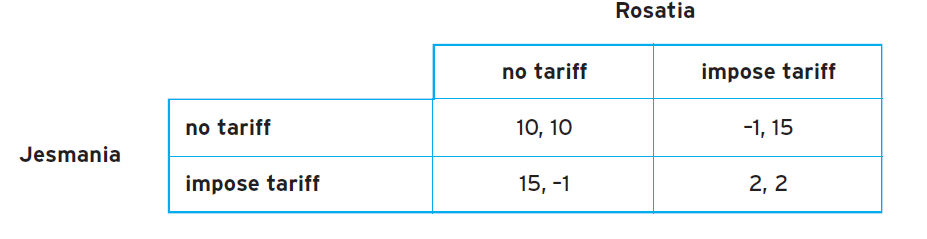 Rosatia
no tariff impose tariff
no tariff 10, 10 –1, 15
Jesmania
impose tariff 15, –1 2, 2